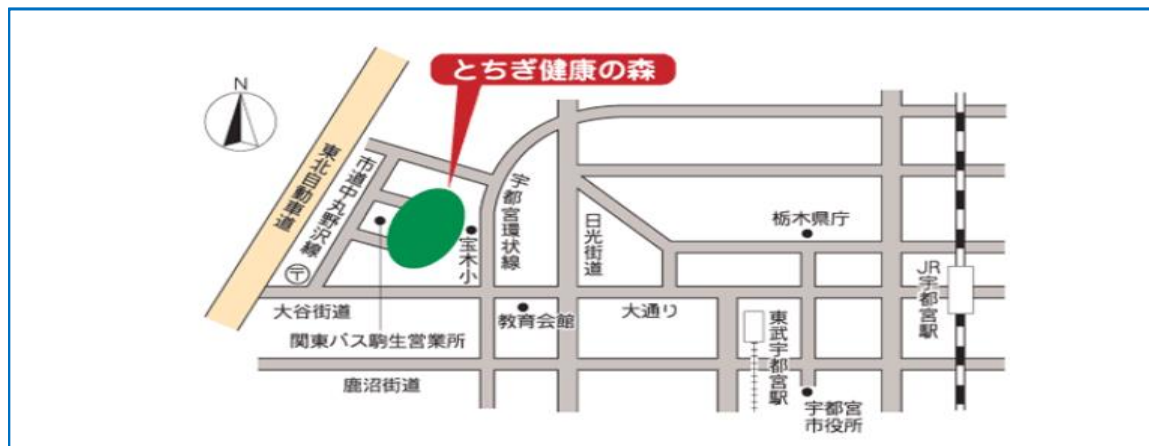 とちぎ健康の森
N
東北自動車道
市道中丸野沢線
〒
宇都宮環状線
宝木小
日光街道
栃木県庁
JR宇都宮駅
大谷街道
教育会館
大通り
東武宇都宮駅
関東バス駒生営業所
鹿沼街道
宇都宮
市役所